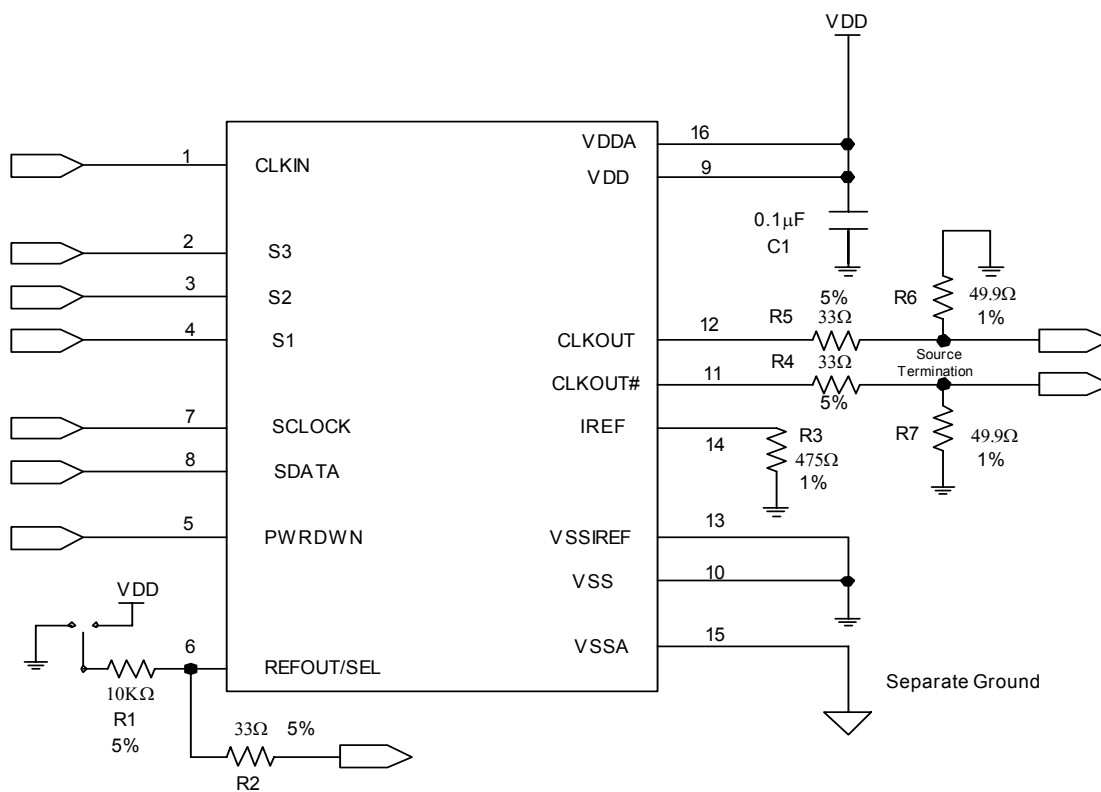 VDD
VDDA 16
VDD 9
1 CLKIN
0.1μF
C1
2 S3
3 S2
4 S1
5%
R5 33Ω
R6 49.9Ω
1%
CLKOUT 12
Source
Termination
R4 33Ω
5%
CLKOUT# 11
7 SCLOCK
IREF 14
R3
475Ω
1%
R7 49.9Ω
1%
8 SDATA
5 PWRDWN
VSSIREF 13
VSS 10
VDD
VSSA 15
6 REFOUT/SEL
Separate Ground
10KΩ
R1
5%
33Ω 5%
R2